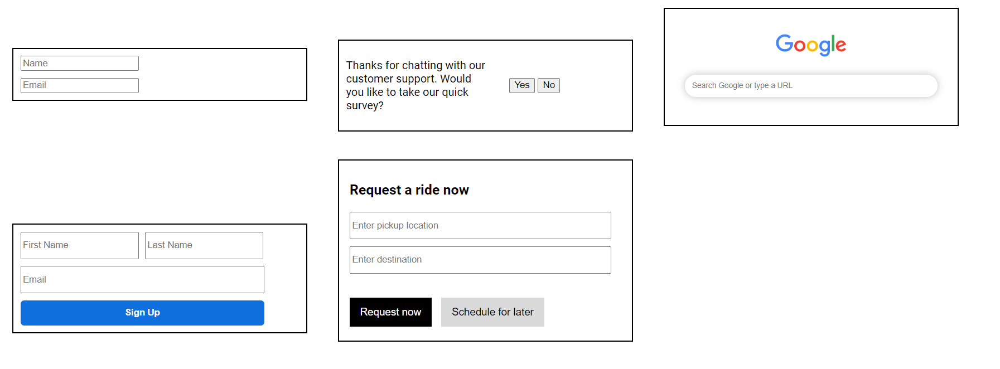 Name
Email
Thanks for chatting with our
customer support. Would
you like to take our quick
survey?
Yes No
Google
Search Google or type a URL
First Name Last Name
Email
Sign Up
Request a ride now
Enter pickup location
Enter destination
Request now Schedule for later